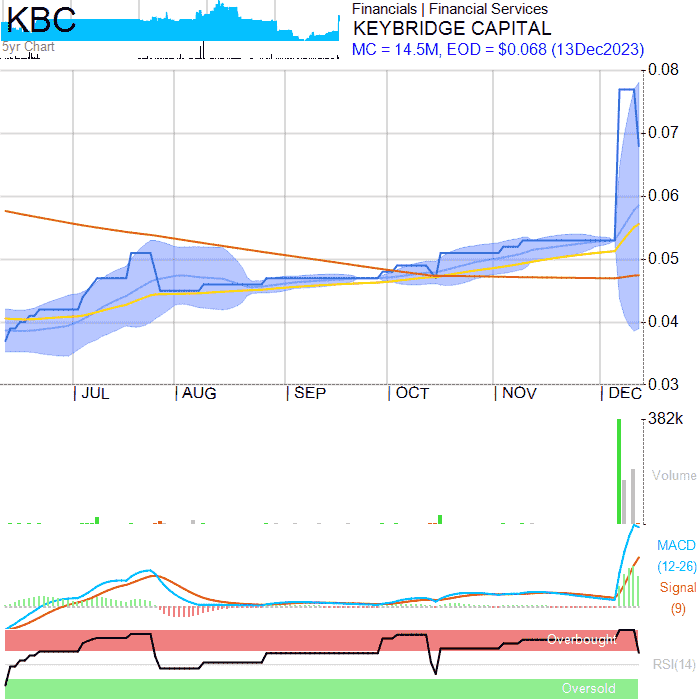 KBC
5yr Chart
Financials | Financial Services
KEYBRIDGE CAPITAL
MC = 14.5M, EOD = $0.068 (13Dec2023)
0.08
0.07
0.06
0.05
0.04
0.03
JUL AUG SEP OCT NOV DEC
382k
Volume
MACD
(12-26)
Signal
(9)
Overbought
RSI(14)
Oversold